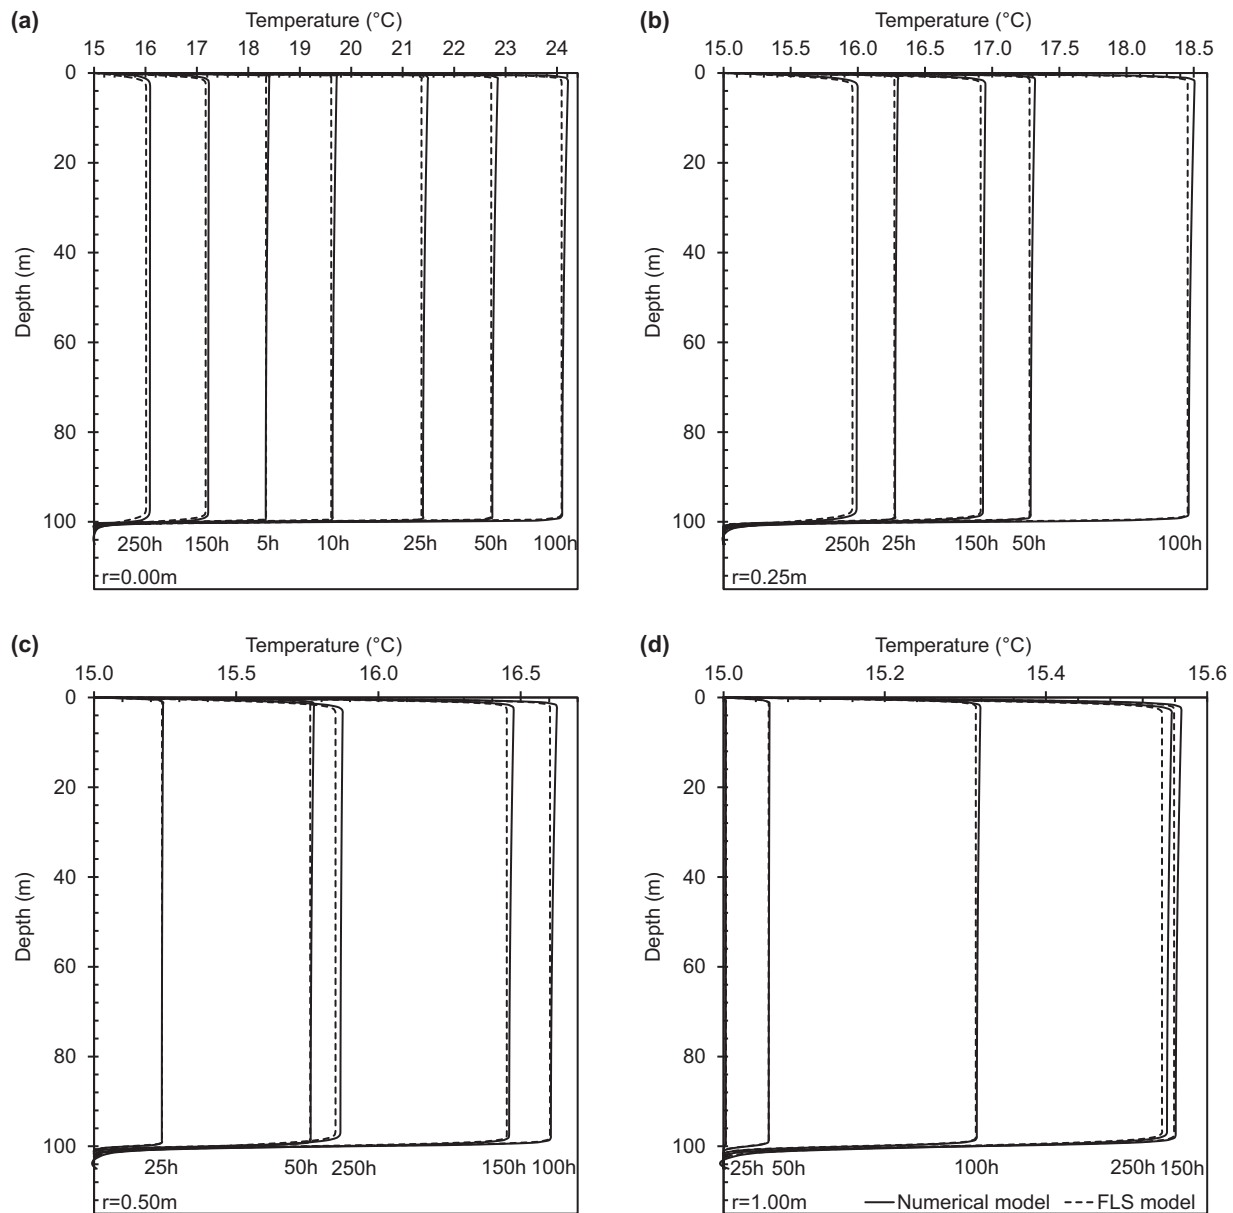 (a) Temperature (°C)
15 16 17 18 19 20 21 22 23 24
0
20
40
60
80
100
Depth (m)
250h 150h 5h 10h 25h 50h 100h
r=0.00m
(b) Temperature (°C)
15.0 15.5 16.0 16.5 17.0 17.5 18.0 18.5
0
20
40
60
80
100
Depth (m)
250h 25h 150h 50h 100h
r=0.25m
(c) Temperature (°C)
15.0 15.5 16.0 16.5
0
20
40
60
80
100
Depth (m)
25h 50h 250h 150h 100h
r=0.50m
(d) Temperature (°C)
15.0 15.2 15.4 15.6
0
20
40
60
80
100
Depth (m)
25h 50h 100h 250h 150h
r=1.00m Numerical model FLS model